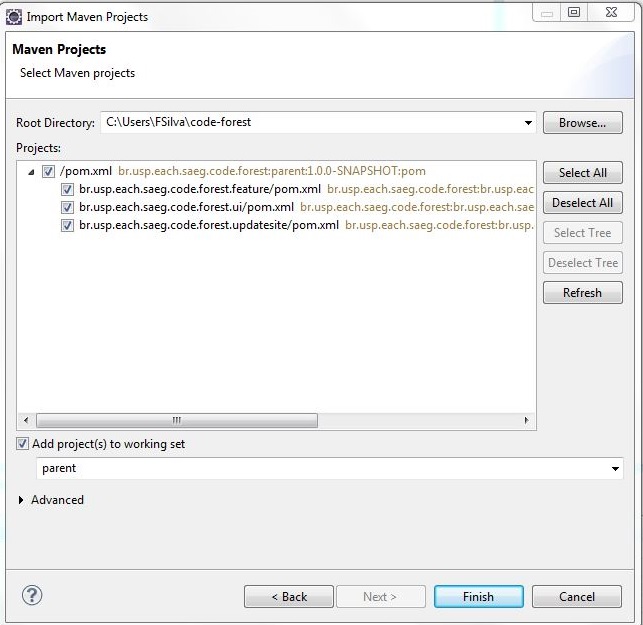 Import Maven Projects
Maven Projects
Select Maven projects
Root Directory: C:\Users\FSilva\code-forest Browse...
Projects:
/pom.xml br.usp.each.saeg.code.forest:parent:1.0.0-SNAPSHOT:pom Select All
br.usp.each.saeg.code.forest.feature/pom.xml br.usp.each.saeg.code.forest:br.usp.eac
br.usp.each.saeg.code.forest.ui/pom.xml br.usp.each.saeg.code.forest:br.usp.each.sae Deselect All
br.usp.each.saeg.code.forest.updatesite/pom.xml br.usp.each.saeg.code.forest:br.usp.
Select Tree
Deselect Tree
Refresh
Add project(s) to working set
parent
Advanced
? < Back Next > Finish Cancel